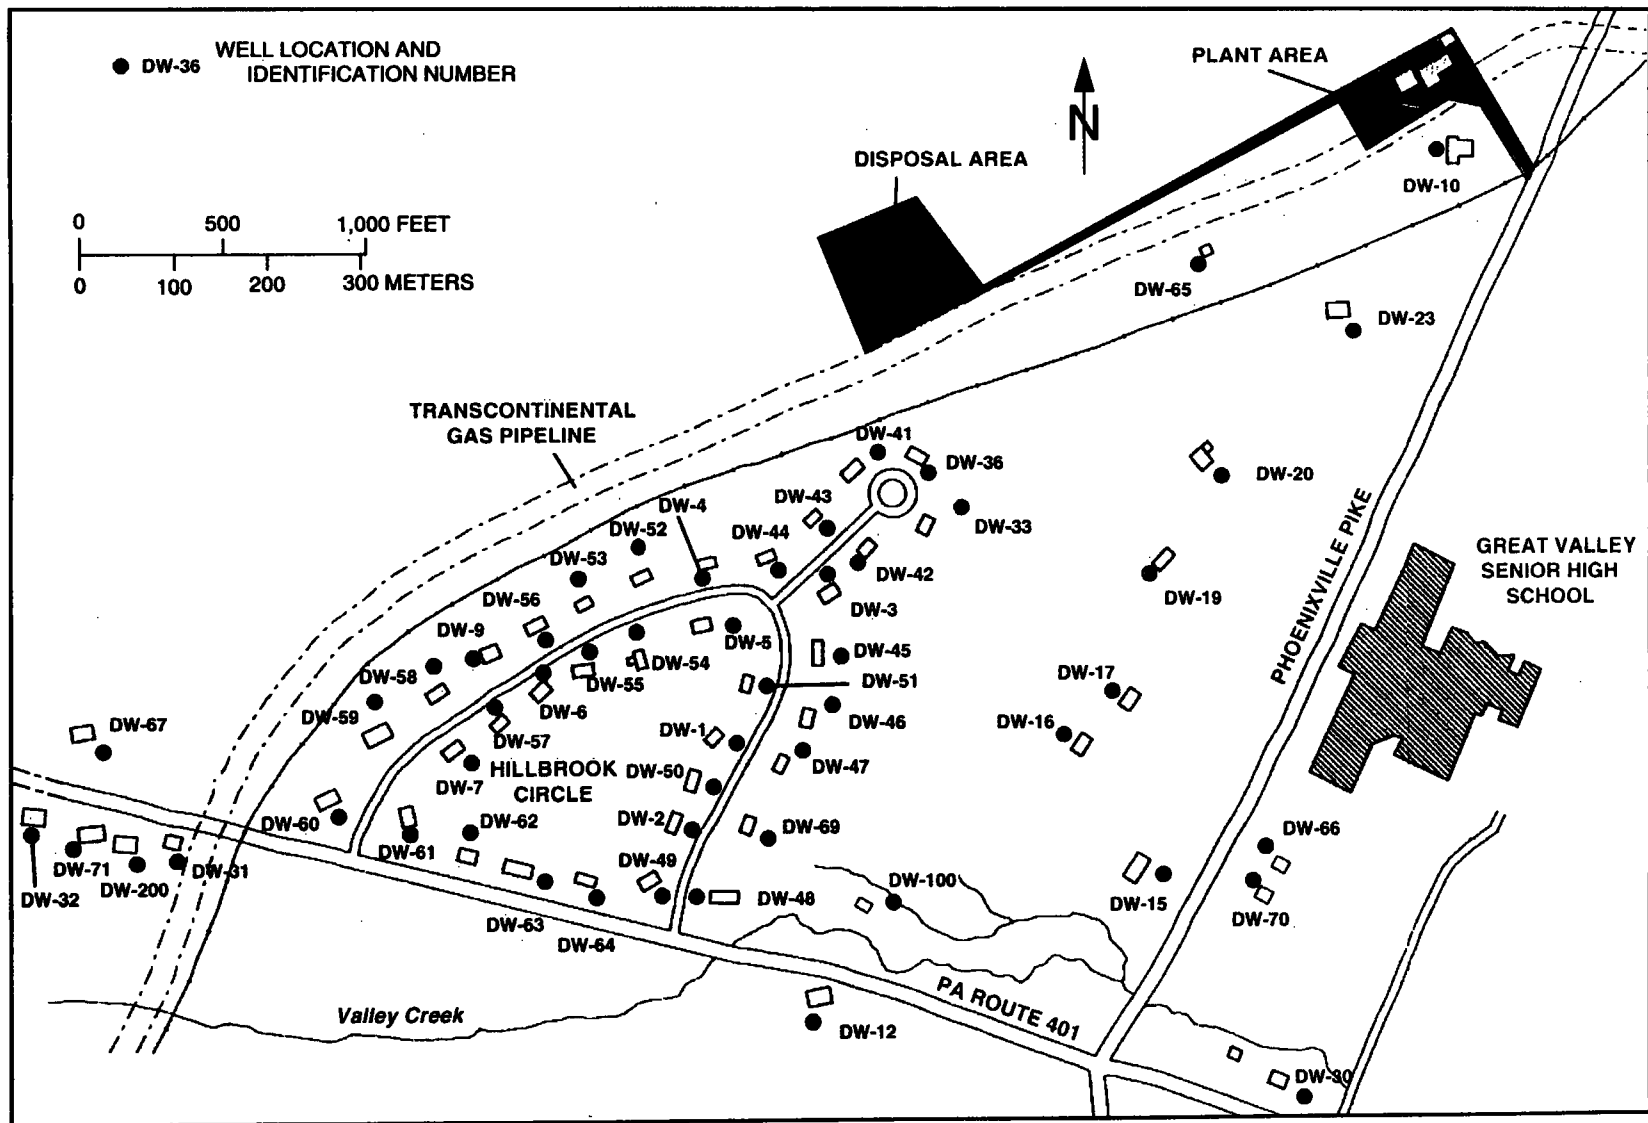 DW-36
WELL LOCATION AND
IDENTIFICATION NUMBER
0 500 1,000 FEET
0 100 200 300 METERS
N
PLANT AREA
DISPOSAL AREA
DW-10
DW-65
DW-23
TRANSCONTINENTAL
GAS PIPELINE
DW-41
DW-36
DW-20
DW-43
DW-4
DW-33
DW-52
DW-44
DW-53
DW-42
GREAT VALLEY
SENIOR HIGH
SCHOOL
PHOENIXVILLE PIKE
DW-56
DW-3
DW-19
DW-9
DW-5
DW-54
DW-45
DW-58
DW-55
DW-51
DW-17
DW-59
DW-6
DW-46
DW-67
DW-57
DW-1
DW-16
DW-47
HILLBROOK
CIRCLE
DW-7
DW-50
DW-60
DW-62
DW-2
DW-69
DW-66
DW-61
DW-49
DW-71
DW-31
DW-200
DW-32
DW-100
DW-48
DW-15
DW-70
DW-63
DW-64
PA ROUTE 401
Valley Creek
DW-12
DW-30